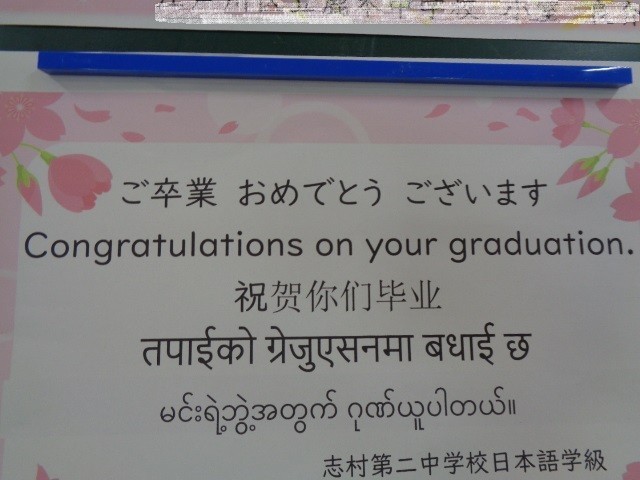 ご卒業 おめでとう ございます
Congratulations on your graduation.
祝贺你们毕业
तपाईको ग्रेजुएसनमा बधाई छ
မင်းရဲ့ဘွဲ့အတွက် ဂုဏ်ယူပါတယ်။
志村第二中学校日本語学級